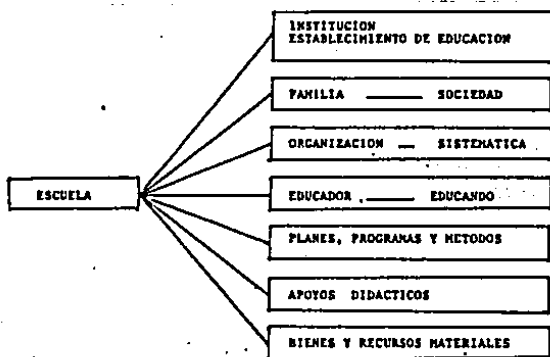 INSTITUCION
ESTABLECIMIENTO DE EDUCACION
FAMILIA —— SOCIEDAD
ORGANIZACION — SISTEMATICA
ESCUELA
EDUCADOR —— EDUCANDO
PLANES, PROGRAMAS Y METODOS
APOYOS DIDACTICOS
BIENES Y RECURSOS MATERIALES